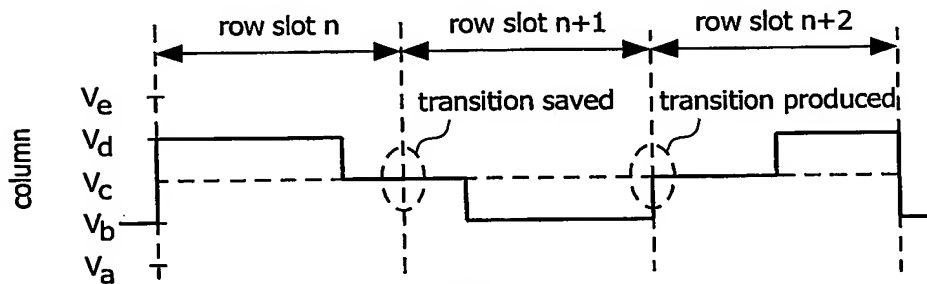 row slot n row slot n+1 row slot n+2
transition saved transition produced
Ve
Vd
Vc
Vb
Va
column